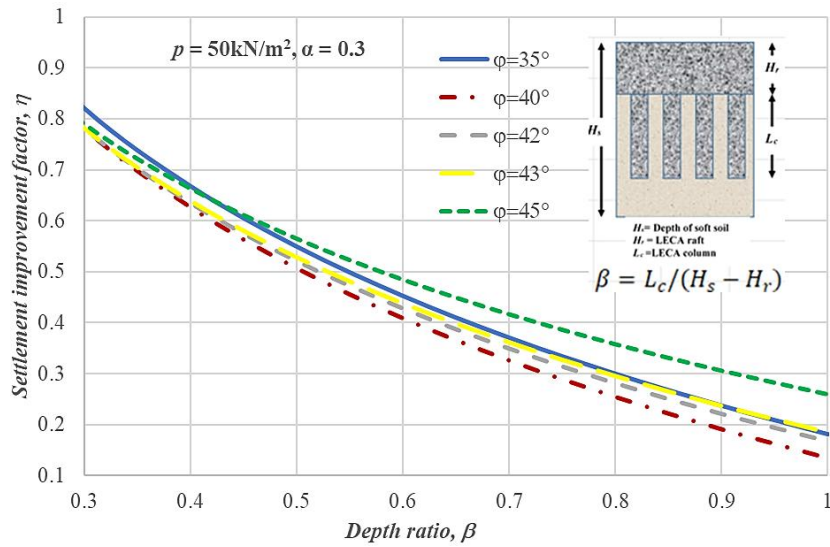 p = 50kN/m², α = 0.3
φ=35°
φ=40°
φ=42°
φ=43°
φ=45°
Hs
Hr
Lc
Hs= Depth of soft soil
Hr = LECA raft
Lc =LECA column
β = Lc/(Hs − Hr)
Settlement improvement factor, η
1
0.9
0.8
0.7
0.6
0.5
0.4
0.3
0.2
0.1
0.3
0.4
0.5
0.6
0.7
0.8
0.9
1
Depth ratio, β